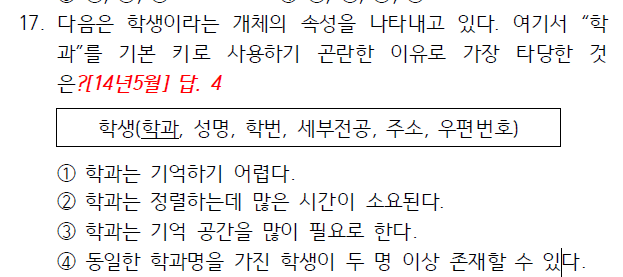 17. 다음은 학생이라는 개체의 속성을 나타내고 있다. 여기서 “학
과”를 기본 키로 사용하기 곤란한 이유로 가장 타당한 것
은?[14년5월] 답. 4
학생(학과, 성명, 학번, 세부전공, 주소, 우편번호)
① 학과는 기억하기 어렵다.
② 학과는 정렬하는데 많은 시간이 소요된다.
③ 학과는 기억 공간을 많이 필요로 한다.
④ 동일한 학과명을 가진 학생이 두 명 이상 존재할 수 있다.